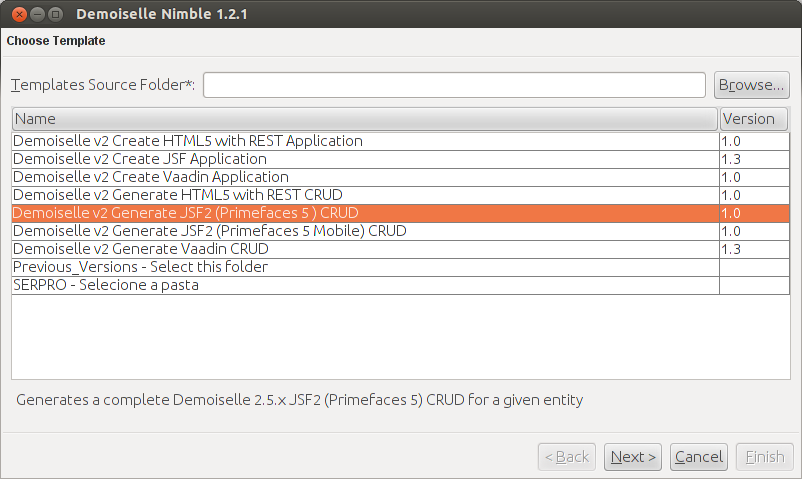 Demoiselle Nimble 1.2.1
Choose Template
Templates Source Folder*: Browse...
Name Version
Demoiselle v2 Create HTML5 with REST Application 1.0
Demoiselle v2 Create JSF Application 1.3
Demoiselle v2 Create Vaadin Application 1.0
Demoiselle v2 Generate HTML5 with REST CRUD 1.0
Demoiselle v2 Generate JSF2 (Primefaces 5 ) CRUD 1.0
Demoiselle v2 Generate JSF2 (Primefaces 5 Mobile) CRUD 1.0
Demoiselle v2 Generate Vaadin CRUD 1.3
Previous_Versions - Select this folder
SERPRO - Selecione a pasta
Generates a complete Demoiselle 2.5.x JSF2 (Primefaces 5) CRUD for a given entity
< Back Next > Cancel Finish